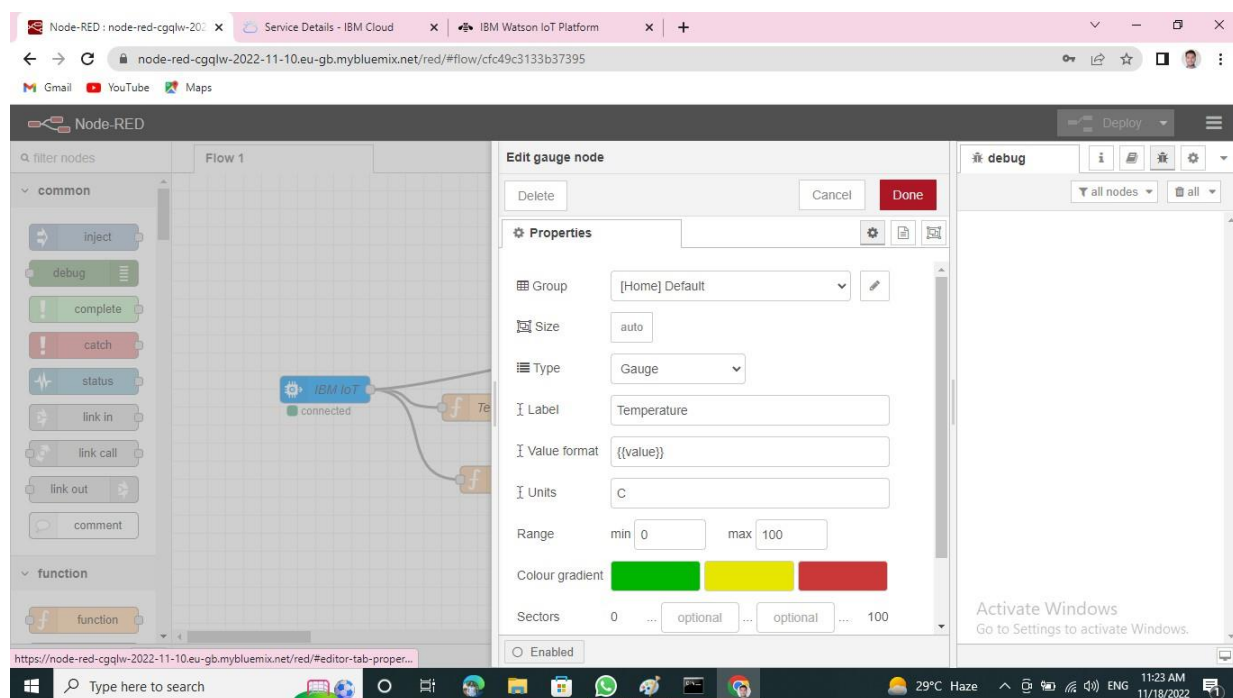 Node-RED : node-red-cgqlw-202
Service Details - IBM Cloud
IBM Watson IoT Platform
node-red-cgqlw-2022-11-10.eu-gb.mybluemix.net/red/#flow/cfc49c3133b37395
Gmail YouTube Maps
Node-RED
Deploy
filter nodes
common
inject
debug
complete
catch
status
link in
link call
link out
comment
function
function
Flow 1
IBM IoT
connected
Te
Edit gauge node
Delete Cancel Done
Properties
Group [Home] Default
Size auto
Type Gauge
Label Temperature
Value format {{value}}
Units C
Range min 0 max 100
Colour gradient
Sectors 0 ... optional ... optional ... 100
Enabled
debug
all nodes all
Activate Windows
Go to Settings to activate Windows.
https://node-red-cgqlw-2022-11-10.eu-gb.mybluemix.net/red/#editor-tab-proper...
Type here to search
29°C Haze
ENG
11:23 AM
11/18/2022